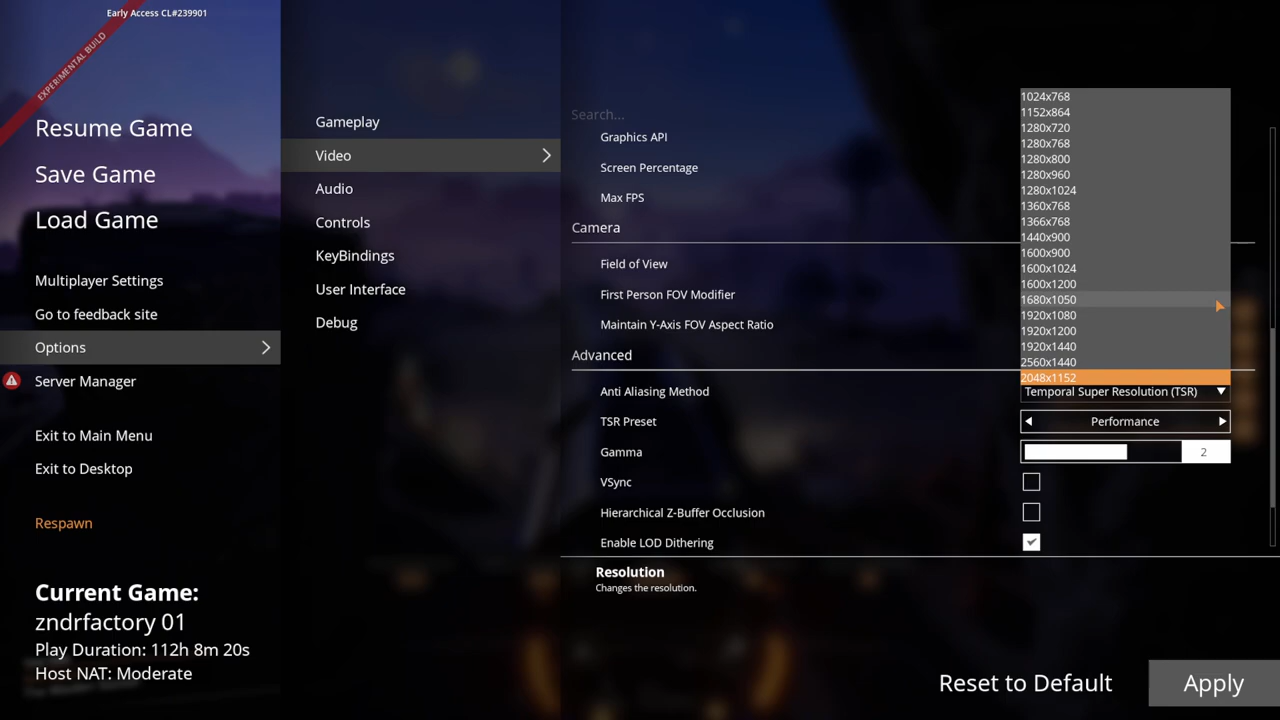 Early Access CL#239901
EXPERIMENTAL BUILD
Resume Game
Save Game
Load Game
Multiplayer Settings
Go to feedback site
Options
Server Manager
Exit to Main Menu
Exit to Desktop
Respawn
Current Game:
zndrfactory 01
Play Duration: 112h 8m 20s
Host NAT: Moderate
Gameplay
Video
Audio
Controls
KeyBindings
User Interface
Debug
Search...
Graphics API
Screen Percentage
Max FPS
Camera
Field of View
First Person FOV Modifier
Maintain Y-Axis FOV Aspect Ratio
Advanced
Anti Aliasing Method
TSR Preset
Gamma
VSync
Hierarchical Z-Buffer Occlusion
Enable LOD Dithering
1024x768
1152x864
1280x720
1280x768
1280x800
1280x960
1280x1024
1360x768
1366x768
1440x900
1600x900
1600x1024
1600x1200
1680x1050
1920x1080
1920x1200
1920x1440
2560x1440
2048x1152
Temporal Super Resolution (TSR)
Performance
2
Resolution
Changes the resolution.
Reset to Default
Apply